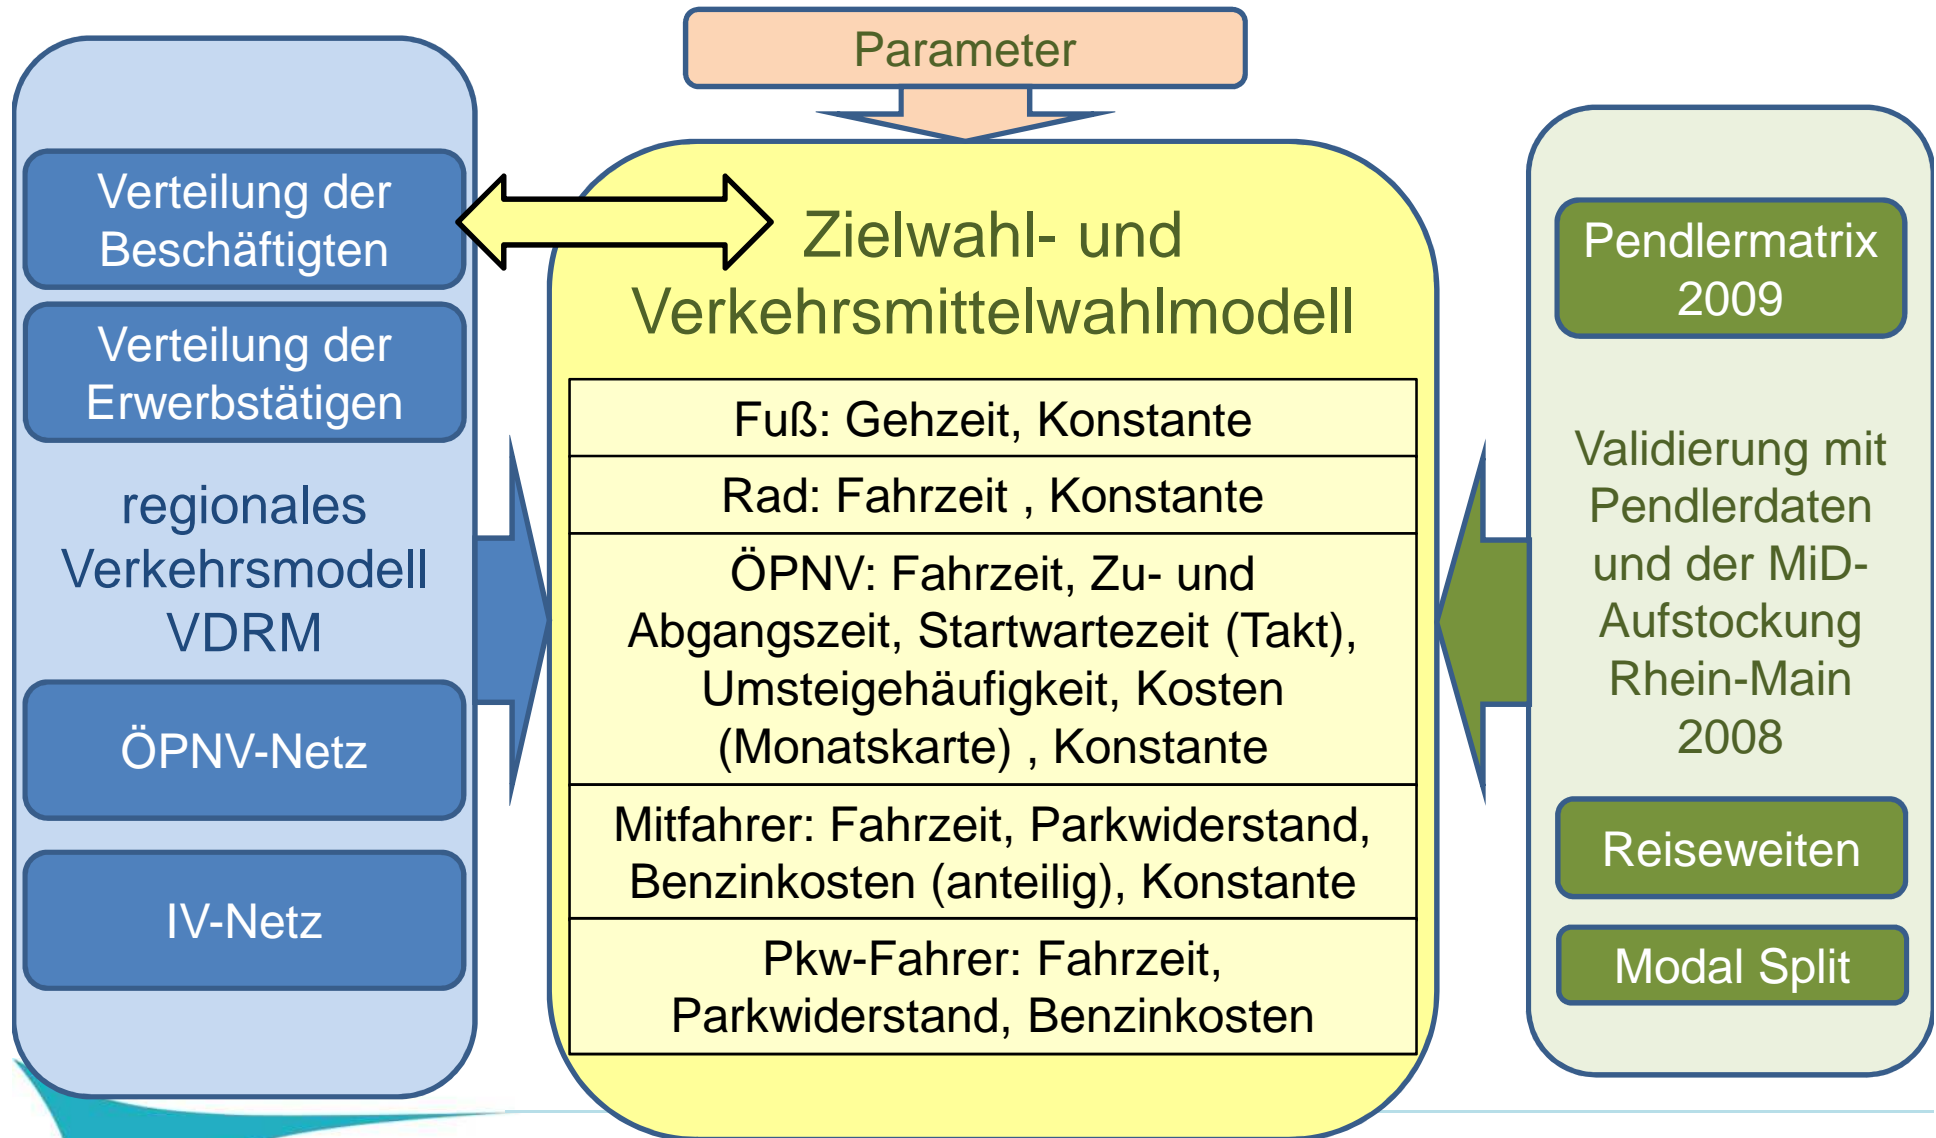 Parameter
Verteilung der
Beschäftigten
Verteilung der
Erwerbstätigen
regionales
Verkehrsmodell
VDRM
ÖPNV-Netz
IV-Netz
Zielwahl- und
Verkehrsmittelwahlmodell
Fuß: Gehzeit, Konstante
Rad: Fahrzeit , Konstante
ÖPNV: Fahrzeit, Zu- und
Abgangszeit, Startwartezeit (Takt),
Umsteigehäufigkeit, Kosten
(Monatskarte) , Konstante
Mitfahrer: Fahrzeit, Parkwiderstand,
Benzinkosten (anteilig), Konstante
Pkw-Fahrer: Fahrzeit,
Parkwiderstand, Benzinkosten
Pendlermatrix
2009
Validierung mit
Pendlerdaten
und der MiD-
Aufstockung
Rhein-Main
2008
Reiseweiten
Modal Split